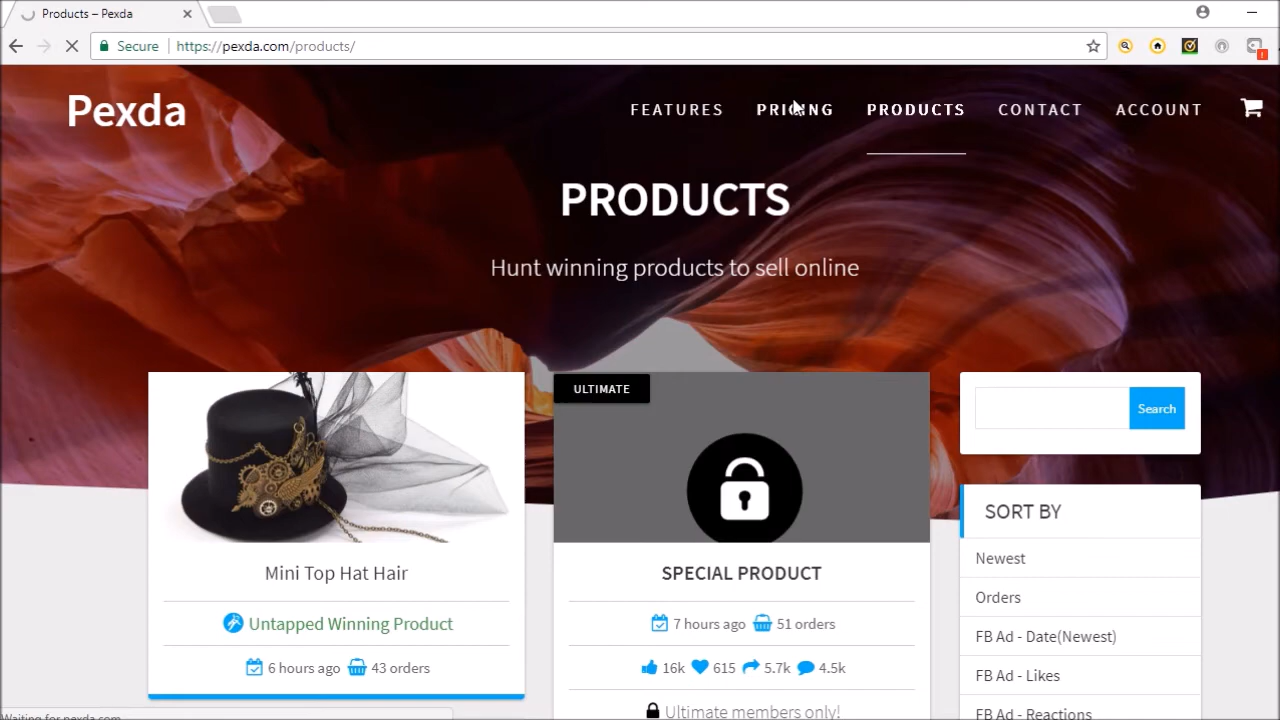 Products – Pexda
Secure
https://pexda.com/products/
Pexda
FEATURES
PRICING
PRODUCTS
CONTACT
ACCOUNT
PRODUCTS
Hunt winning products to sell online
Mini Top Hat Hair
Untapped Winning Product
6 hours ago 43 orders
ULTIMATE
SPECIAL PRODUCT
7 hours ago 51 orders
16k 615 5.7k 4.5k
Ultimate members only!
Search
SORT BY
Newest
Orders
FB Ad - Date(Newest)
FB Ad - Likes
FB Ad - Reactions
Waiting for pexda.com